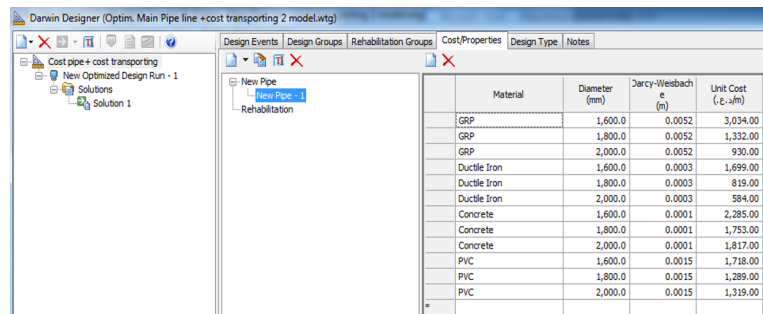 Darwin Designer (Optim. Main Pipe line +cost transporting 2 model.wtg)
Design Events Design Groups Rehabilitation Groups Cost/Properties Design Type Notes
Cost pipe+ cost transporting
New Optimized Design Run - 1
Solutions
Solution 1
New Pipe
New Pipe - 1
Rehabilitation
Material Diameter (mm) Darcy-Weisbach e (m) Unit Cost (د.ع./m)
GRP 1,600.0 0.0052 3,034.00
GRP 1,800.0 0.0052 1,332.00
GRP 2,000.0 0.0052 930.00
Ductile Iron 1,600.0 0.0003 1,699.00
Ductile Iron 1,800.0 0.0003 819.00
Ductile Iron 2,000.0 0.0003 584.00
Concrete 1,600.0 0.0001 2,285.00
Concrete 1,800.0 0.0001 1,753.00
Concrete 2,000.0 0.0001 1,817.00
PVC 1,600.0 0.0015 1,718.00
PVC 1,800.0 0.0015 1,289.00
PVC 2,000.0 0.0015 1,319.00